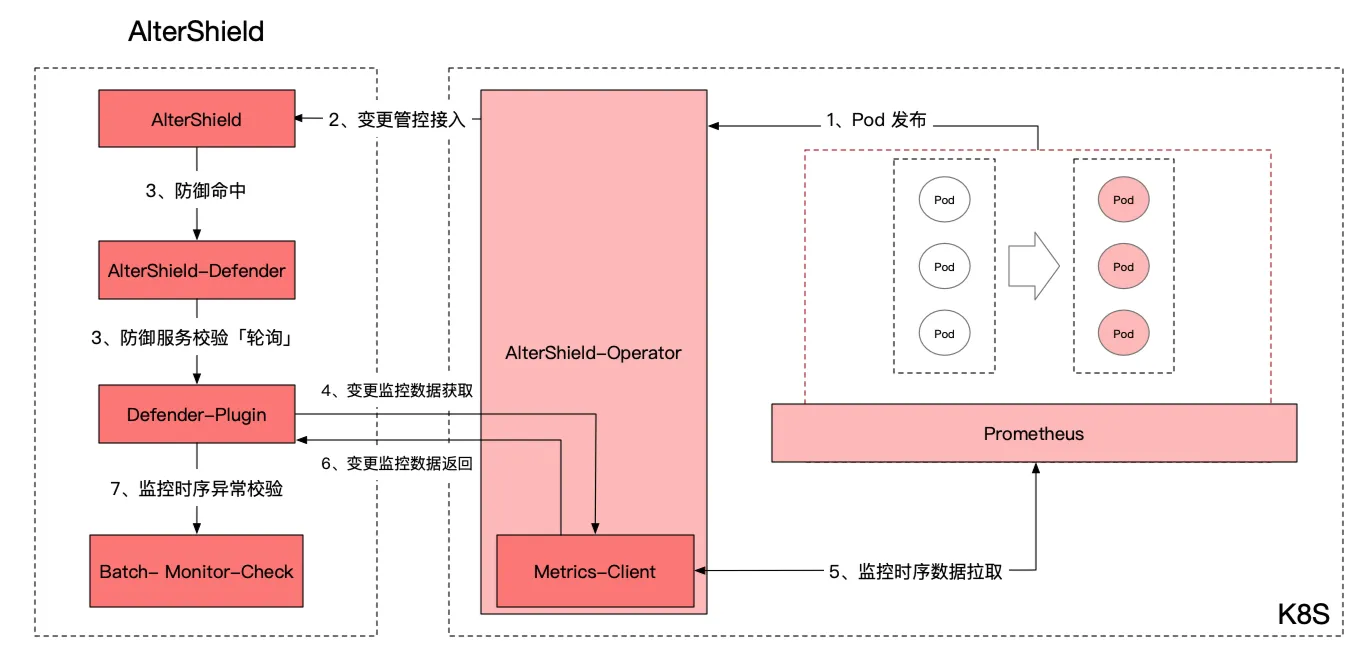 AlterShield
AlterShield
2、变更管控接入
1、Pod 发布
3、防御命中
Pod
Pod
Pod
Pod
Pod
Pod
AlterShield-Defender
3、防御服务校验「轮询」
AlterShield-Operator
4、变更监控数据获取
Defender-Plugin
Prometheus
6、变更监控数据返回
7、监控时序异常校验
Batch- Monitor-Check
Metrics-Client
5、监控时序数据拉取
K8S